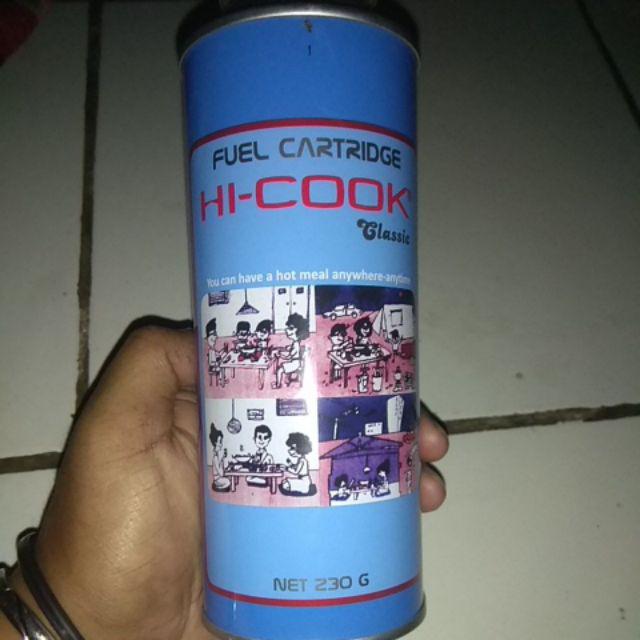 FUEL CARTRIDGE
HI-COOK
Classic
You can have a hot meal anywhere-anytime
NET 230 G